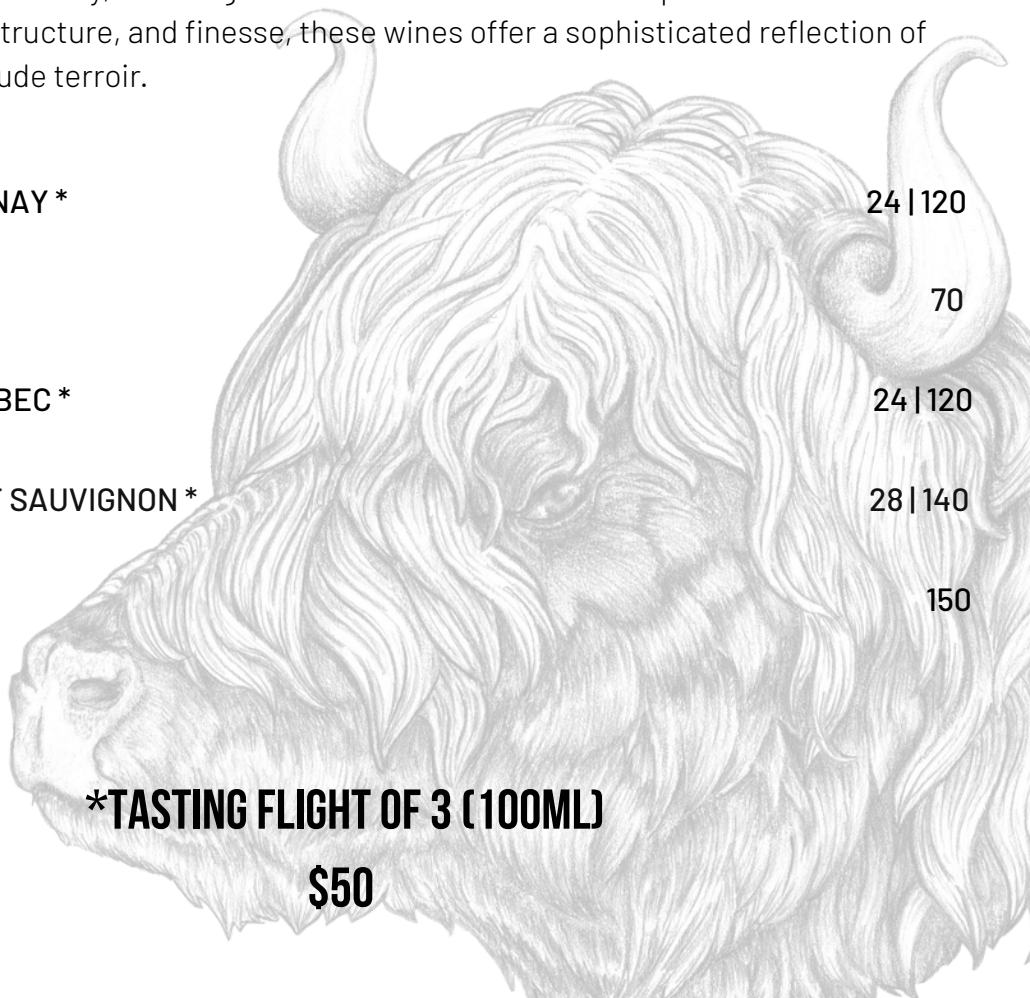 tructure, and finesse, these wines offer a sophisticated reflection of
ude terroir.
NAY * 24 | 120
70
BEC * 24 | 120
T SAUVIGNON * 28 | 140
150
*TASTING FLIGHT OF 3 (100ML)
$50